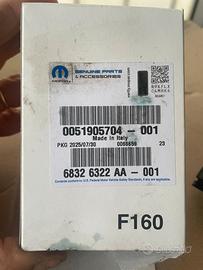 mopar
GENUINE PARTS
& ACCESSORIES
0051905704 -001
Made in Italy
PKG 2025/07/30
23
6832 6322 AA -001
F160